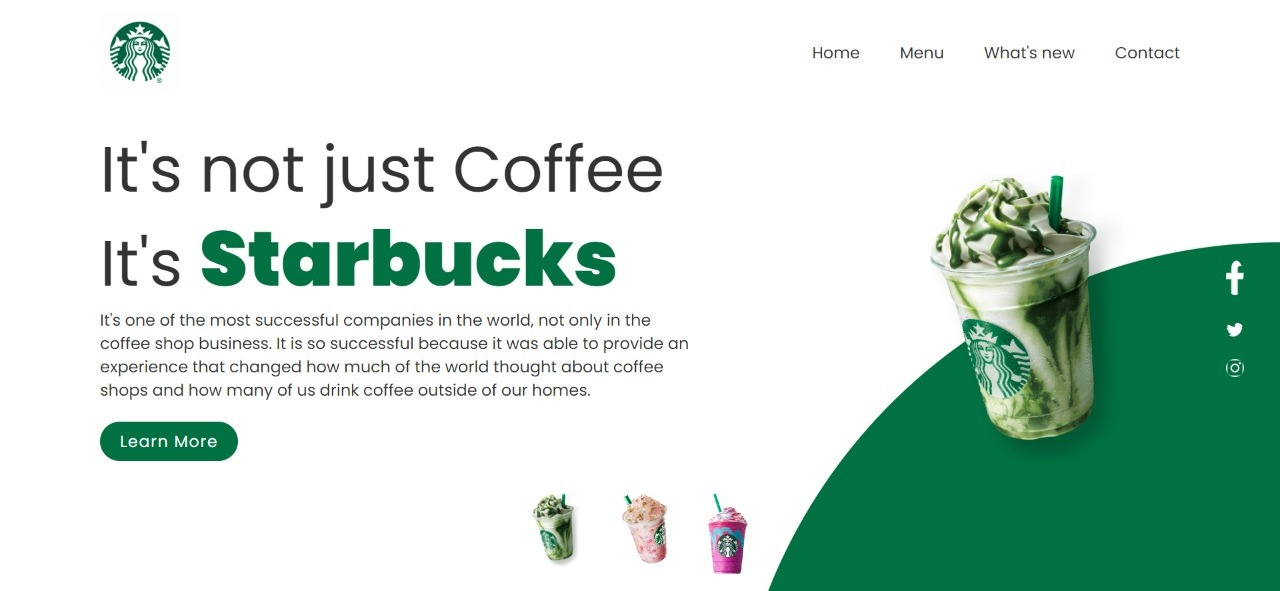 Home Menu What's new Contact
It's not just Coffee
It's Starbucks
It's one of the most successful companies in the world, not only in the
coffee shop business. It is so successful because it was able to provide an
experience that changed how much of the world thought about coffee
shops and how many of us drink coffee outside of our homes.
Learn More